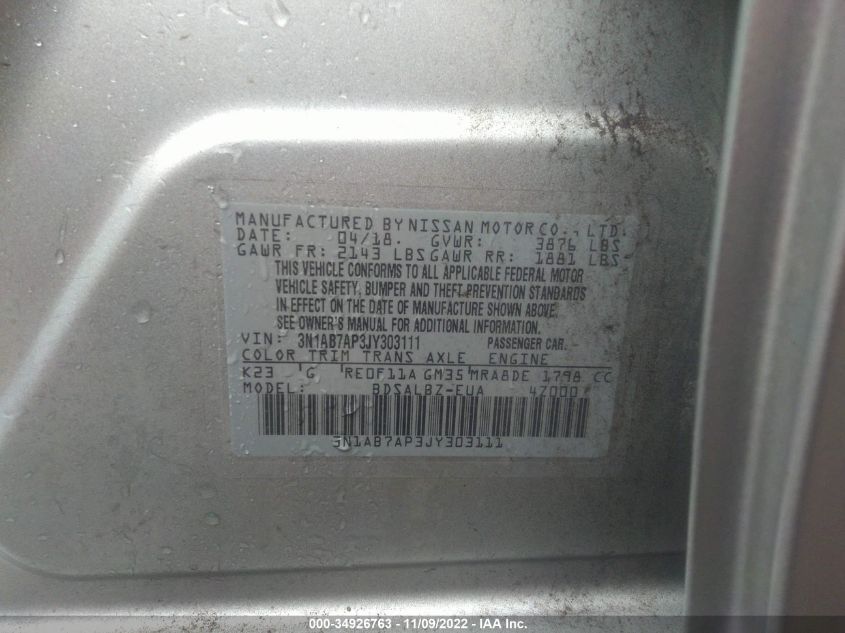 MANUFACTURED BY NISSAN MOTOR CO., LTD.
DATE: 04/18. GVWR: 3876 LBS
GAWR FR: 2143 LBS GAWR RR: 1881 LBS
THIS VEHICLE CONFORMS TO ALL APPLICABLE FEDERAL MOTOR
VEHICLE SAFETY, BUMPER AND THEFT PREVENTION STANDARDS
IN EFFECT ON THE DATE OF MANUFACTURE SHOWN ABOVE.
SEE OWNER'S MANUAL FOR ADDITIONAL INFORMATION.
VIN: 3N1AB7AP3JY303111 PASSENGER CAR.
COLOR TRIM TRANS AXLE ENGINE
K23 G RE0F11A GM35 MRA8DE 1798 CC
MODEL: BDSALBZ-EUA 47000
3N1AB7AP3JY303111
000-34926763 - 11/09/2022 - IAA Inc.